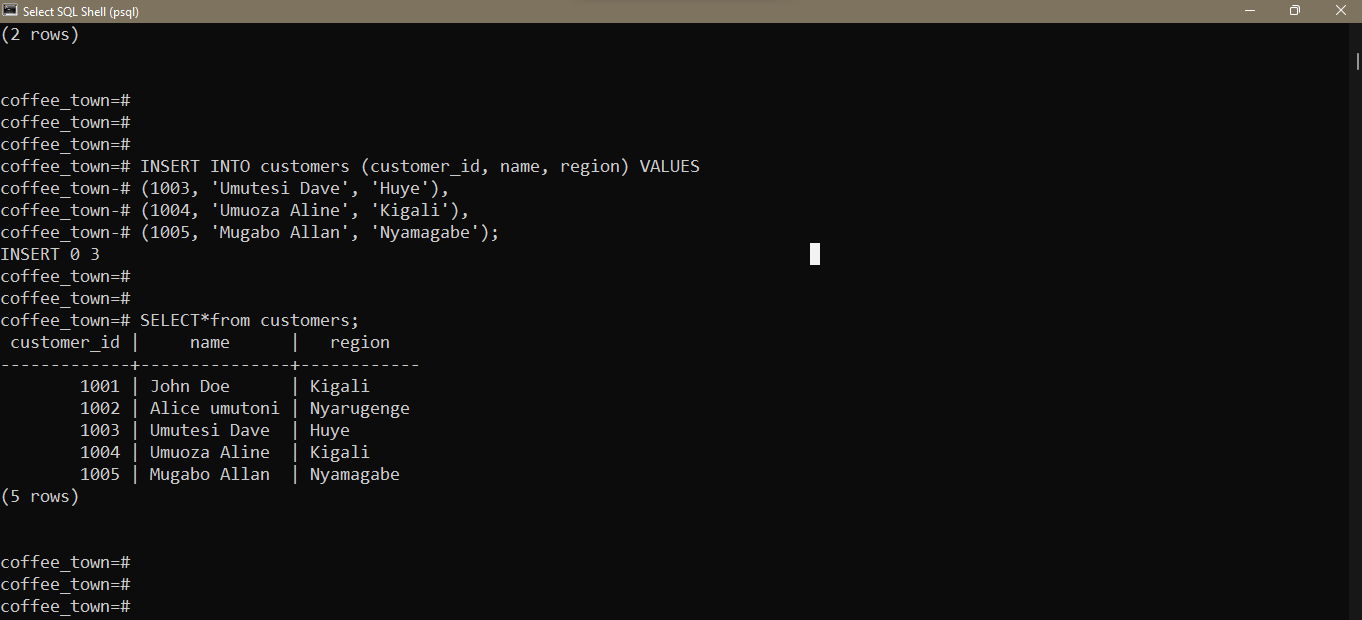 Select SQL Shell (psql)
(2 rows)
coffee_town=#
coffee_town=#
coffee_town=#
coffee_town=# INSERT INTO customers (customer_id, name, region) VALUES
coffee_town-# (1003, 'Umutesi Dave', 'Huye'),
coffee_town-# (1004, 'Umuoza Aline', 'Kigali'),
coffee_town-# (1005, 'Mugabo Allan', 'Nyamagabe');
INSERT 0 3
coffee_town=#
coffee_town=#
coffee_town=# SELECT*from customers;
 customer_id |     name      |   region
-------------+---------------+------------
        1001 | John Doe      | Kigali
        1002 | Alice umutoni | Nyarugenge
        1003 | Umutesi Dave  | Huye
        1004 | Umuoza Aline  | Kigali
        1005 | Mugabo Allan  | Nyamagabe
(5 rows)
coffee_town=#
coffee_town=#
coffee_town=#